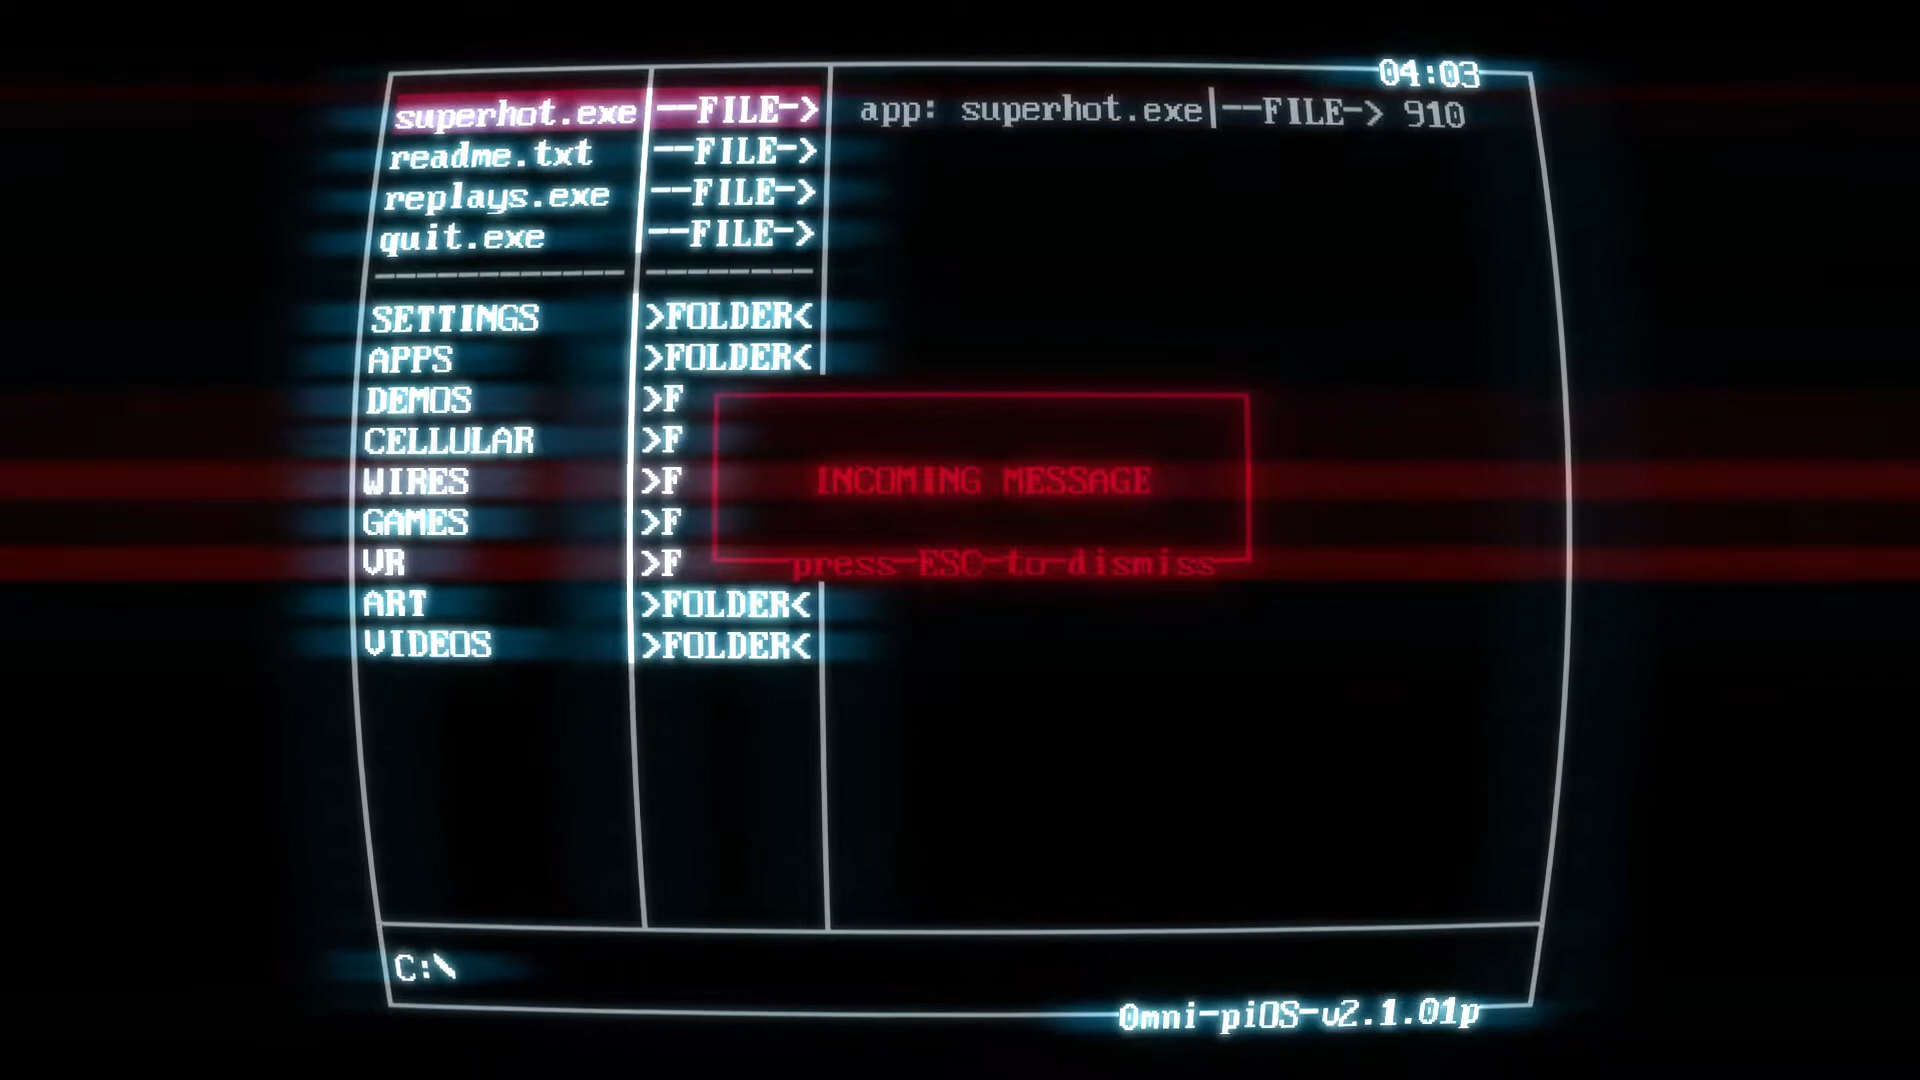 04:03
superhot.exe --FILE-> app: superhot.exe|--FILE-> 910
readme.txt --FILE->
replays.exe --FILE->
quit.exe --FILE->
SETTINGS >FOLDER<
APPS >FOLDER<
DEMOS >F
CELLULAR >F
WIRES >F
GAMES >F
VR >F
ART >FOLDER<
VIDEOS >FOLDER<
INCOMING MESSAGE
press ESC to dismiss
C:\
0mni-piOS-v2.1.01p